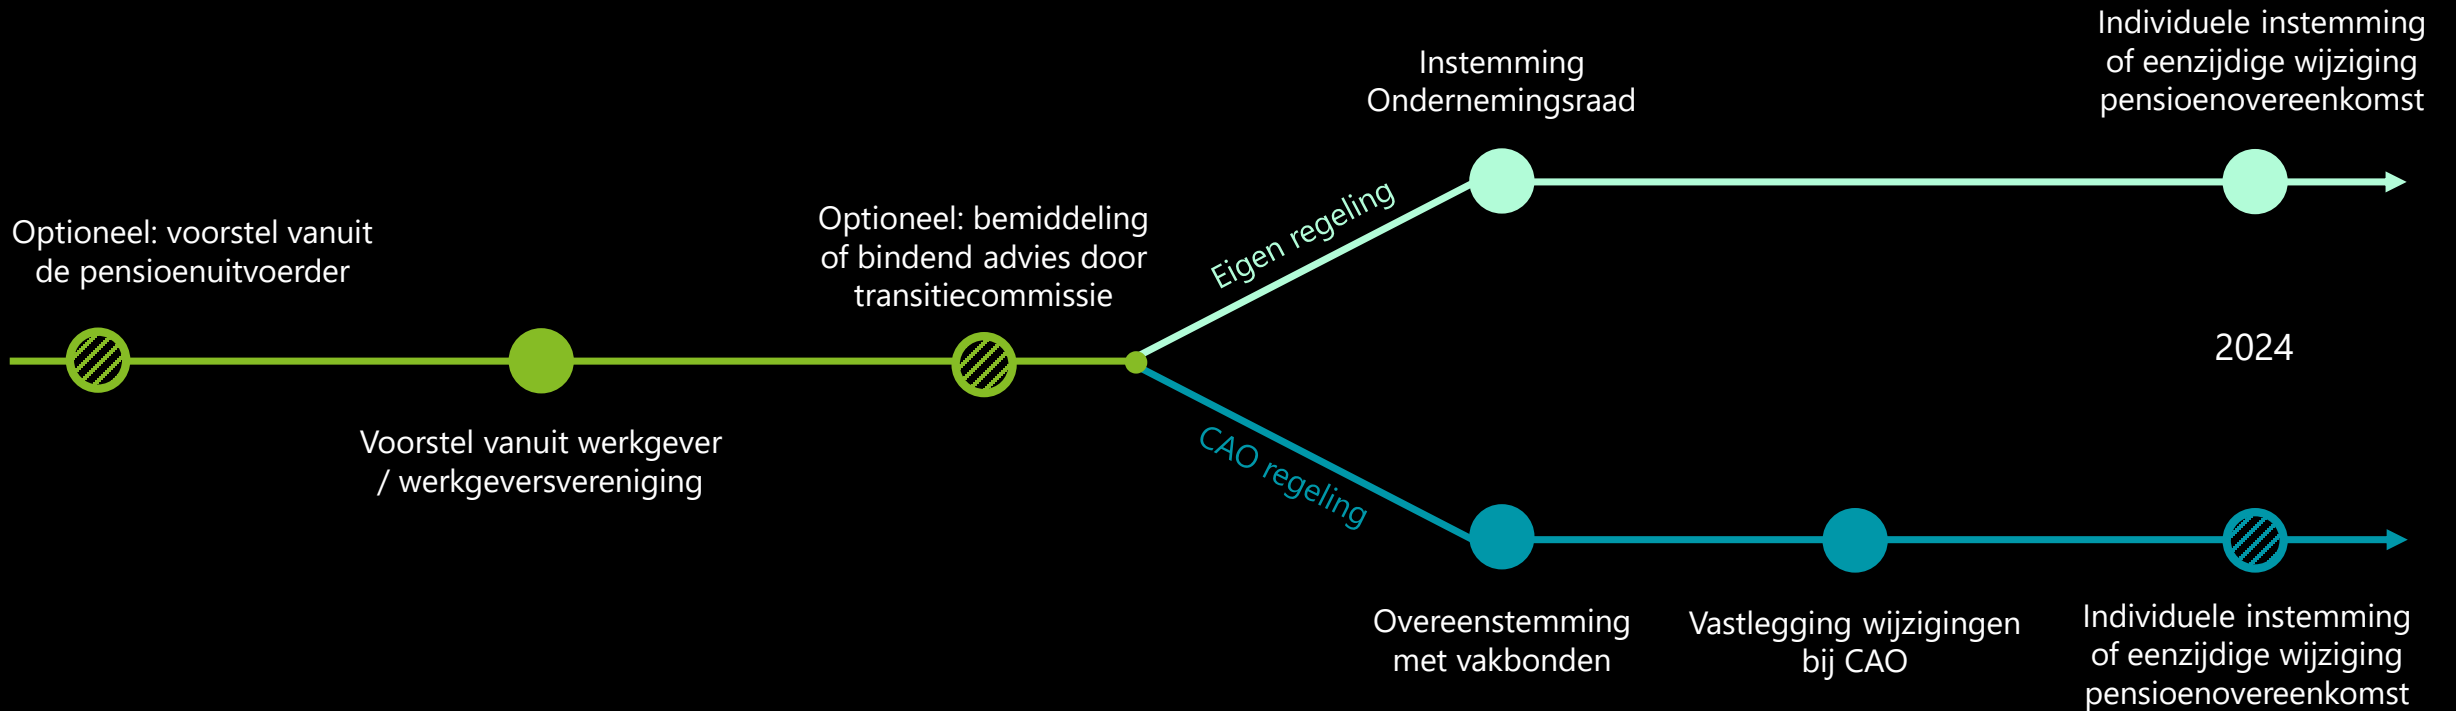 Optioneel: voorstel vanuit
de pensioenuitvoerder
Voorstel vanuit werkgever
/ werkgeversvereniging
Optioneel: bemiddeling
of bindend advies door
transitiecommissie
Eigen regeling
Instemming
Ondernemingsraad
Individuele instemming
of eenzijdige wijziging
pensioenovereenkomst
2024
CAO regeling
Overeenstemming
met vakbonden
Vastlegging wijzigingen
bij CAO
Individuele instemming
of eenzijdige wijziging
pensioenovereenkomst